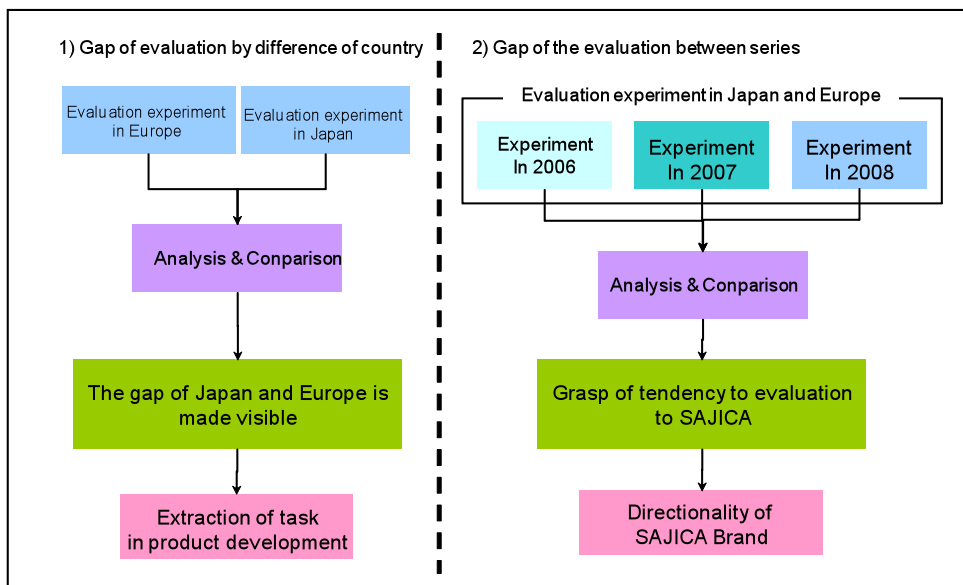 1) Gap of evaluation by difference of country
Evaluation experiment
in Europe
Evaluation experiment
in Japan
Analysis & Conparison
The gap of Japan and Europe is
made visible
Extraction of task
in product development
2) Gap of the evaluation between series
Evaluation experiment in Japan and Europe
Experiment
In 2006
Experiment
In 2007
Experiment
In 2008
Analysis & Conparison
Grasp of tendency to evaluation
to SAJICA
Directionality of
SAJICA Brand